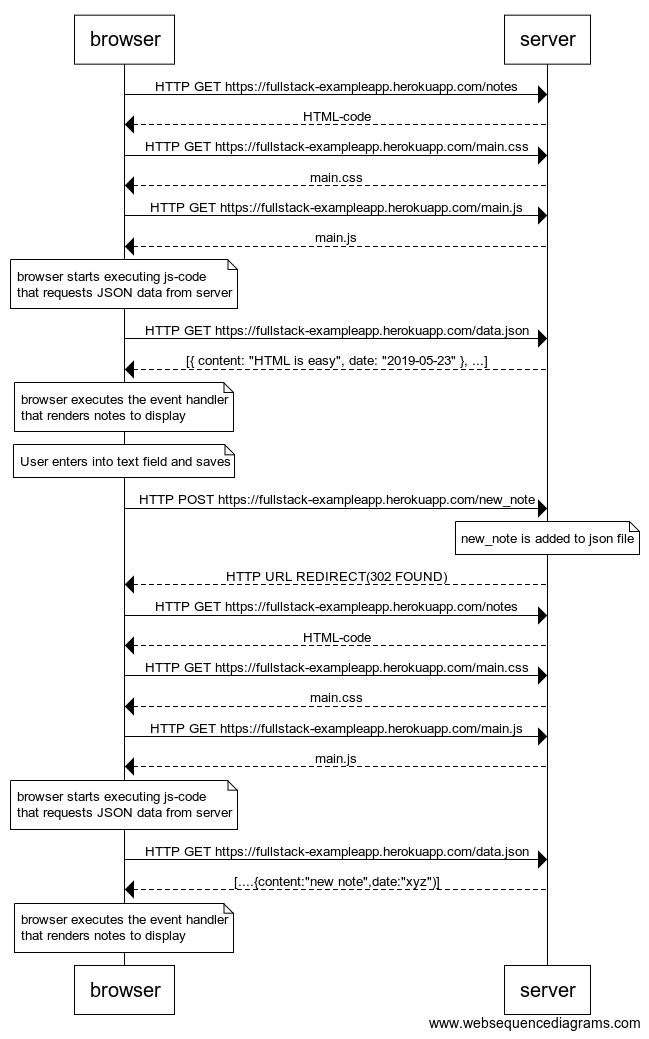 browser
server
HTTP GET https://fullstack-exampleapp.herokuapp.com/notes
HTML-code
HTTP GET https://fullstack-exampleapp.herokuapp.com/main.css
main.css
HTTP GET https://fullstack-exampleapp.herokuapp.com/main.js
main.js
browser starts executing js-code
that requests JSON data from server
HTTP GET https://fullstack-exampleapp.herokuapp.com/data.json
[{ content: "HTML is easy", date: "2019-05-23" }, ...]
browser executes the event handler
that renders notes to display
User enters into text field and saves
HTTP POST https://fullstack-exampleapp.herokuapp.com/new_note
new_note is added to json file
HTTP URL REDIRECT(302 FOUND)
HTTP GET https://fullstack-exampleapp.herokuapp.com/notes
HTML-code
HTTP GET https://fullstack-exampleapp.herokuapp.com/main.css
main.css
HTTP GET https://fullstack-exampleapp.herokuapp.com/main.js
main.js
browser starts executing js-code
that requests JSON data from server
HTTP GET https://fullstack-exampleapp.herokuapp.com/data.json
[....{content:"new note",date:"xyz")]
browser executes the event handler
that renders notes to display
browser
server
www.websequencediagrams.com